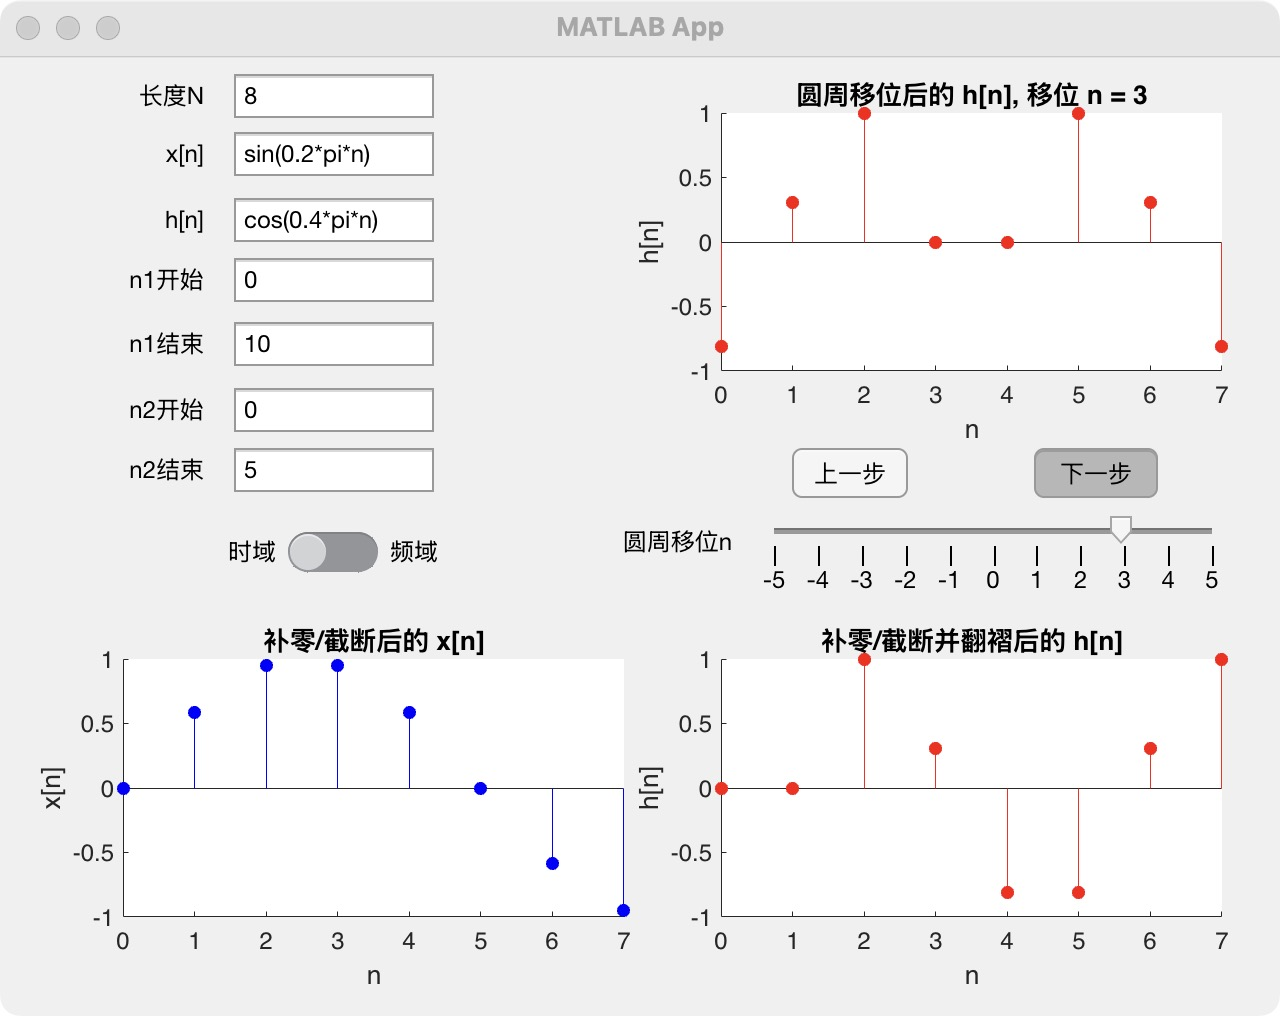 MATLAB App
长度N
8
x[n]
sin(0.2*pi*n)
h[n]
cos(0.4*pi*n)
n1开始
0
n1结束
10
n2开始
0
n2结束
5
时域
频域
圆周移位后的 h[n], 移位 n = 3
1
0.5
0
-0.5
-1
h[n]
0 1 2 3 4 5 6 7
n
上一步
下一步
圆周移位n
-5 -4 -3 -2 -1 0 1 2 3 4 5
补零/截断后的 x[n]
1
0.5
0
-0.5
-1
x[n]
0 1 2 3 4 5 6 7
n
补零/截断并翻褶后的 h[n]
1
0.5
0
-0.5
-1
h[n]
0 1 2 3 4 5 6 7
n